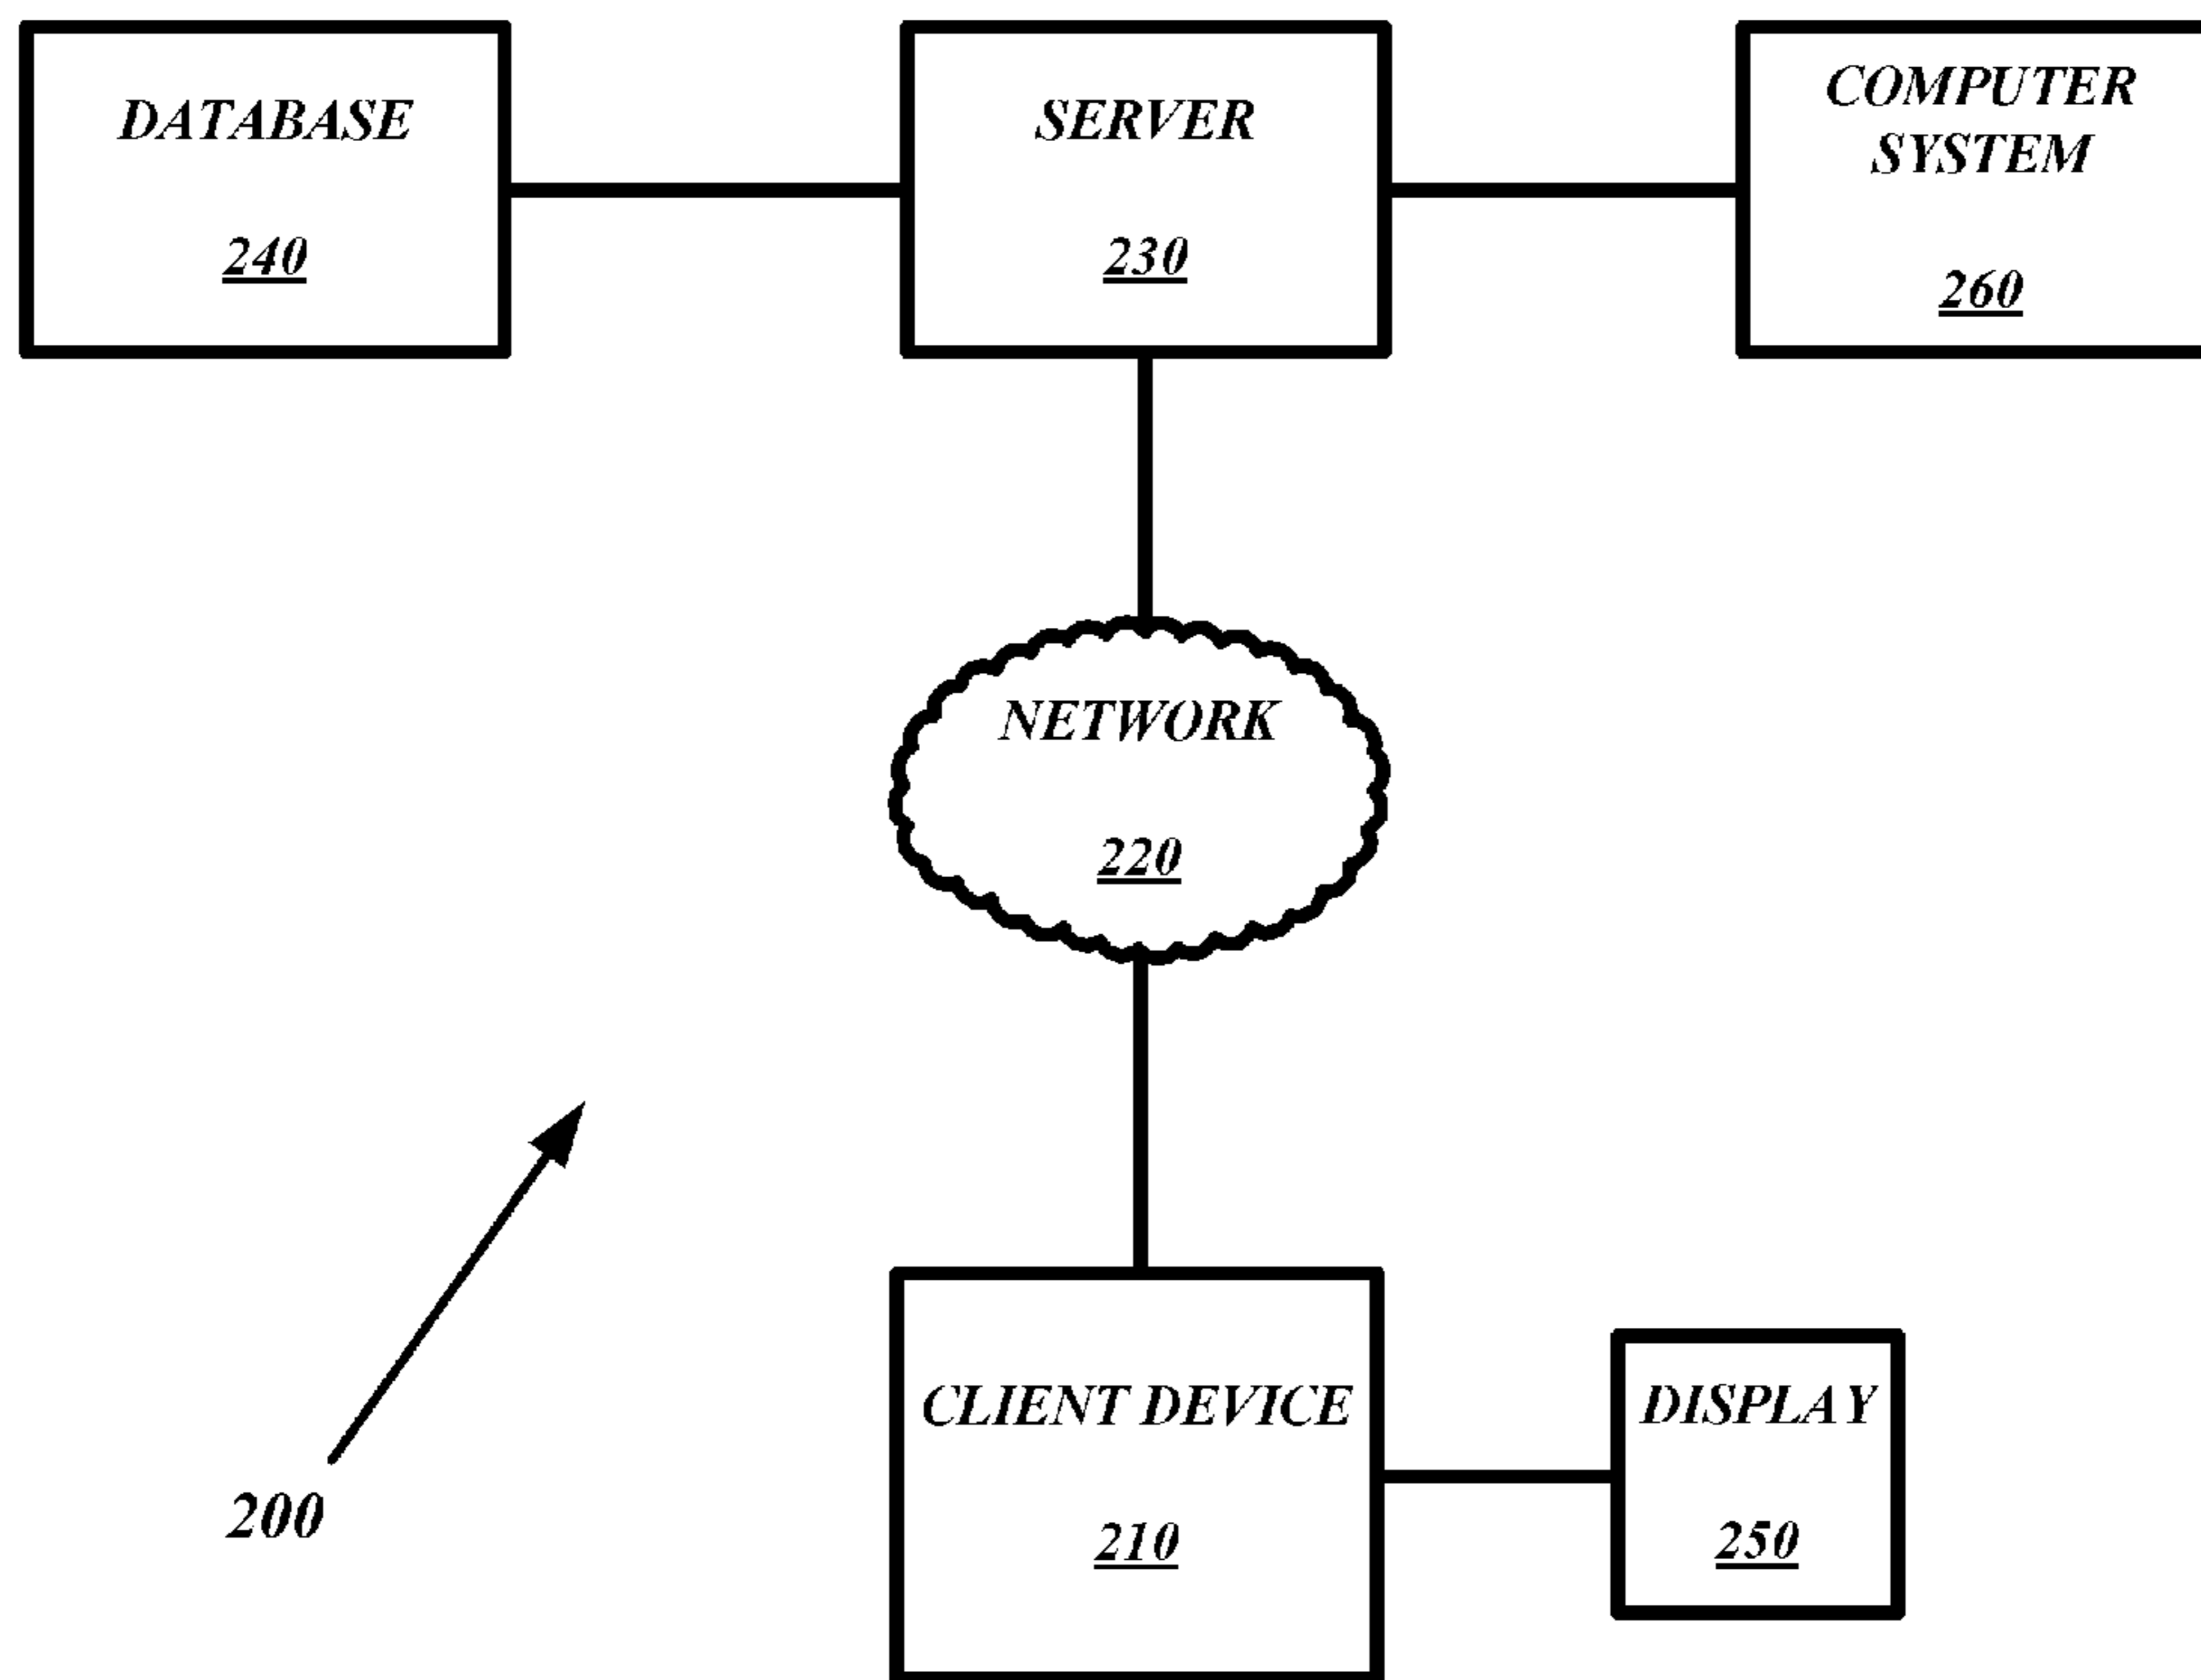 DATABASE
240
SERVER
230
COMPUTER
SYSTEM
260
NETWORK
220
CLIENT DEVICE
210
DISPLAY
250
200